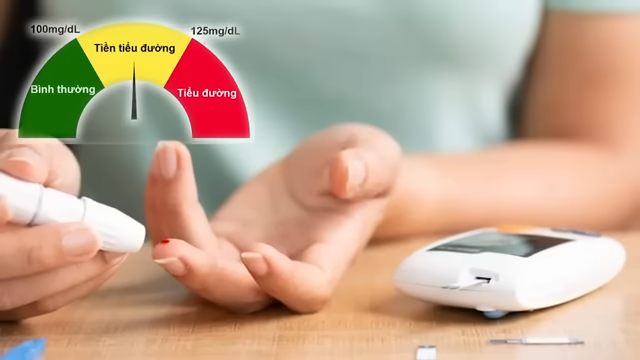 100mg/dL
125mg/dL
Tiền tiểu đường
Bình thường
Tiểu đường